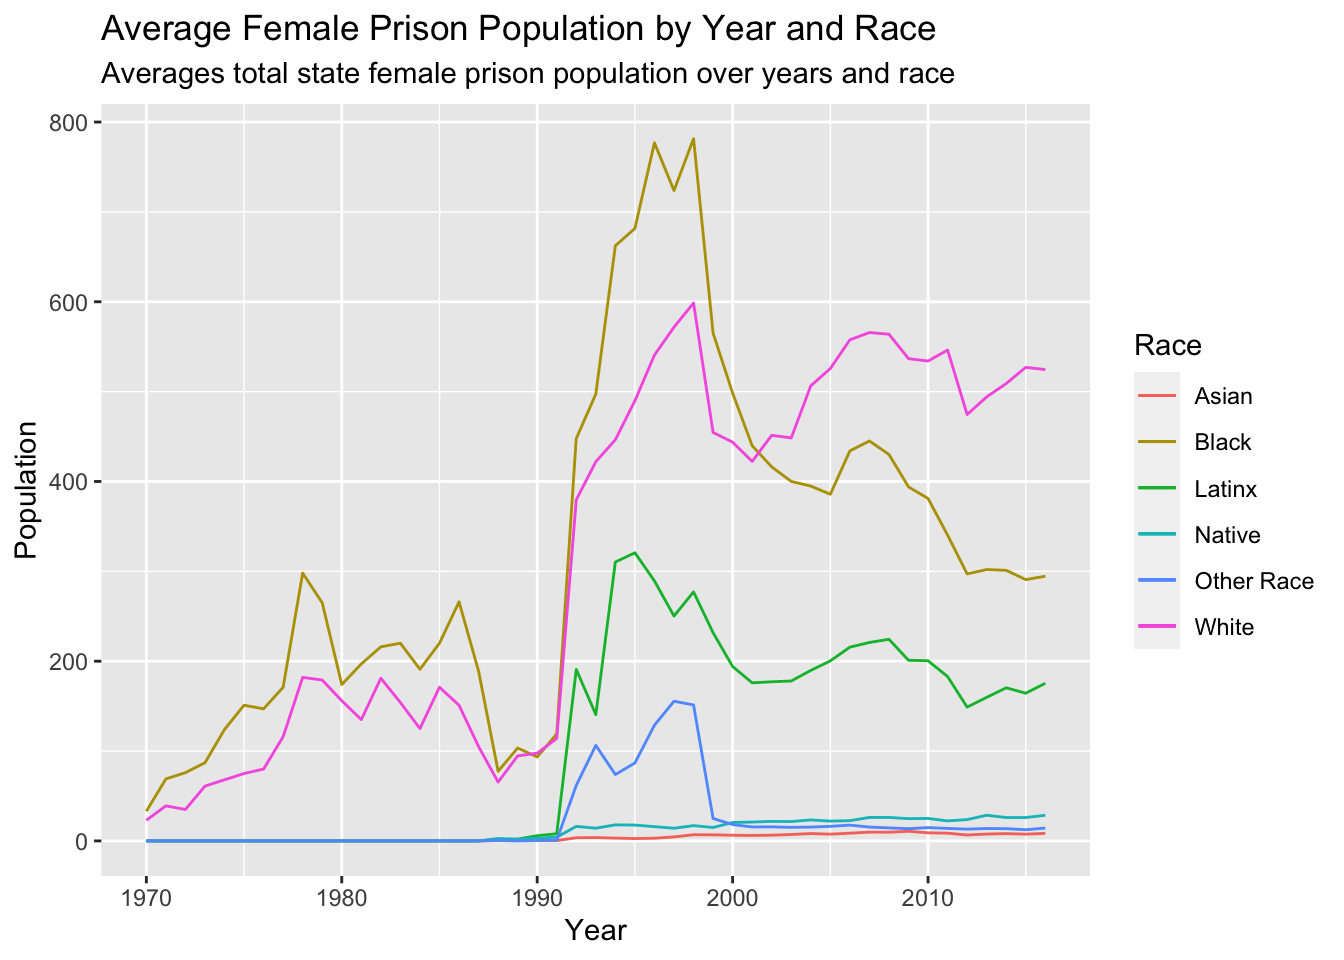 Average Female Prison Population by Year and Race
Averages total state female prison population over years and race
800
600
400
200
0
Population
1970 1980 1990 2000 2010
Year
Race
Asian
Black
Latinx
Native
Other Race
White